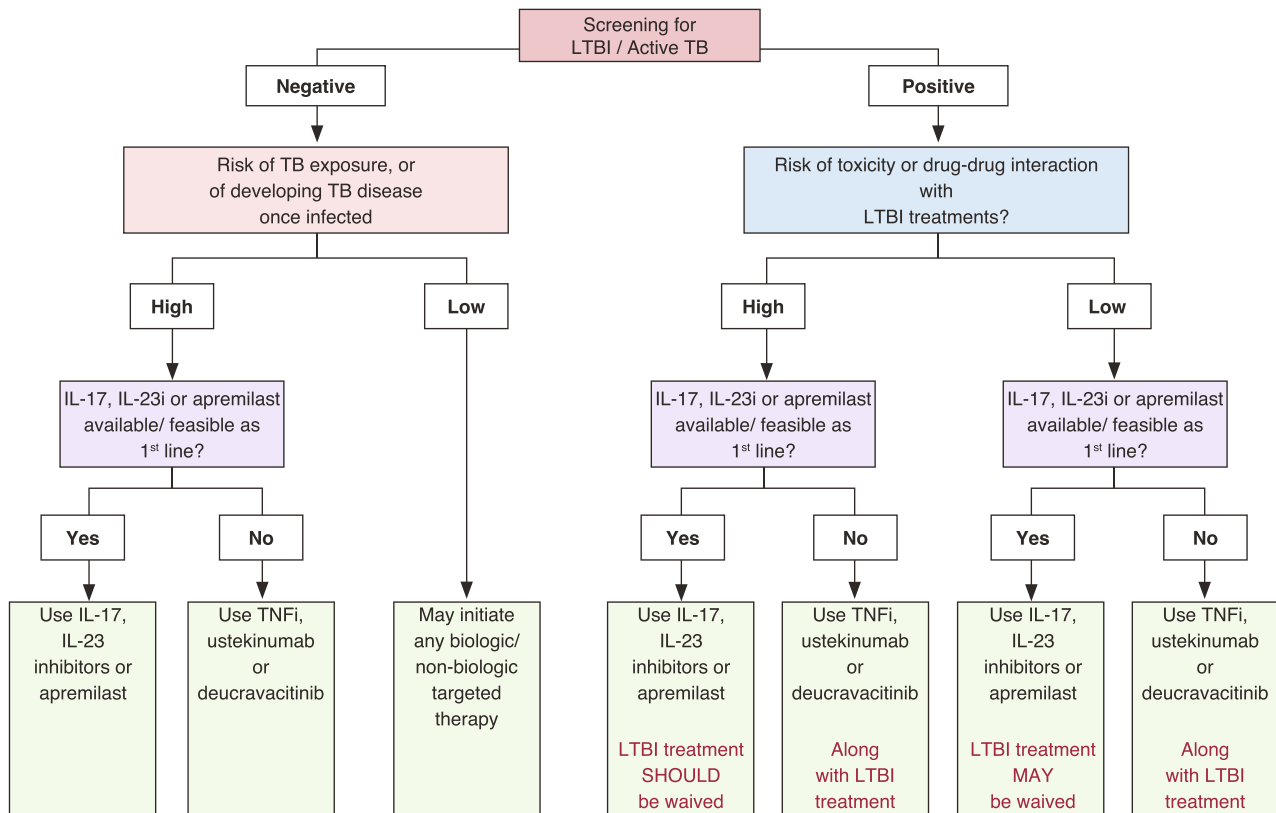 Screening for
LTBI / Active TB
Negative
Positive
Risk of TB exposure, or
of developing TB disease
once infected
Risk of toxicity or drug-drug interaction
with
LTBI treatments?
High
Low
High
Low
IL-17, IL-23i or apremilast
available/ feasible as
1st line?
IL-17, IL-23i or apremilast
available/ feasible as
1st line?
IL-17, IL-23i or apremilast
available/ feasible as
1st line?
Yes
No
Yes
No
Yes
No
Use IL-17,
IL-23
inhibitors or
apremilast
Use TNFi,
ustekinumab
or
deucravacitinib
May initiate
any biologic/
non-biologic
targeted
therapy
Use IL-17,
IL-23
inhibitors or
apremilast
LTBI treatment
SHOULD
be waived
Use TNFi,
ustekinumab
or
deucravacitinib
Along
with LTBI
treatment
Use IL-17,
IL-23
inhibitors or
apremilast
LTBI treatment
MAY
be waived
Use TNFi,
ustekinumab
or
deucravacitinib
Along
with LTBI
treatment